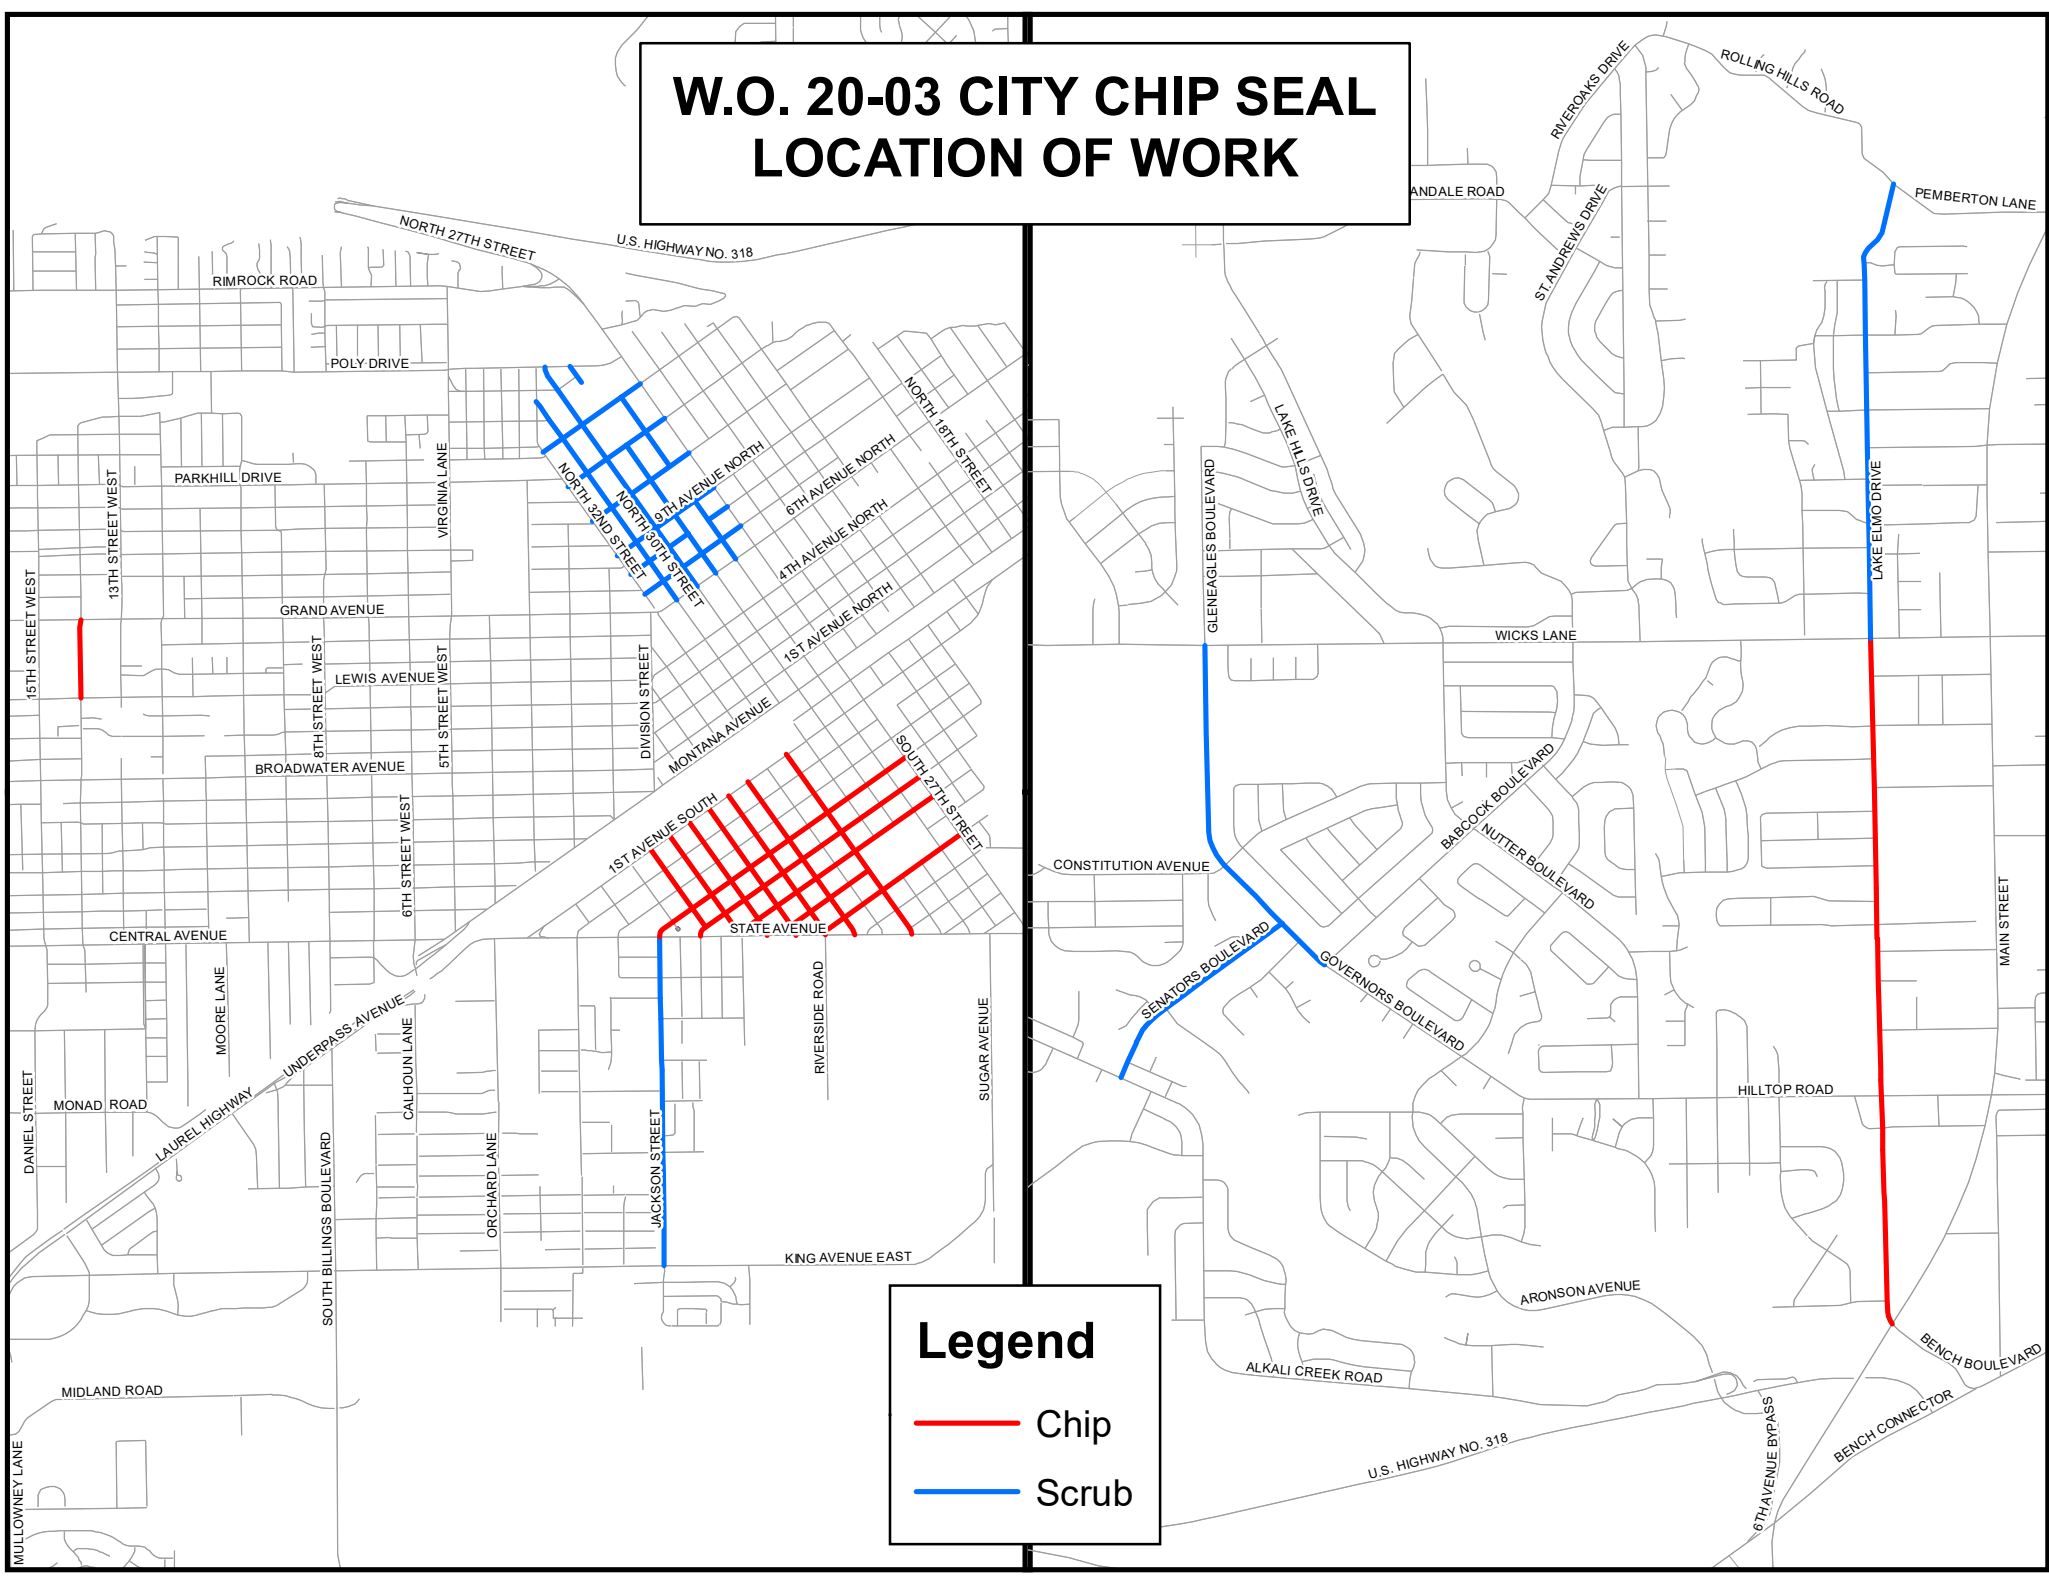 W.O. 20-03 CITY CHIP SEAL
LOCATION OF WORK
NORTH 27TH STREET
U.S. HIGHWAY NO. 318
RIMROCK ROAD
POLY DRIVE
PARKHILL DRIVE
VIRGINIA LANE
13TH STREET WEST
15TH STREET WEST
NORTH 32ND STREET
NORTH 30TH STREET
9TH AVENUE NORTH
6TH AVENUE NORTH
4TH AVENUE NORTH
1ST AVENUE NORTH
NORTH 18TH STREET
GRAND AVENUE
8TH STREET WEST
LEWIS AVENUE
5TH STREET WEST
DIVISION STREET
MONTANA AVENUE
BROADWATER AVENUE
6TH STREET WEST
1ST AVENUE SOUTH
SOUTH 27TH STREET
STATE AVENUE
CENTRAL AVENUE
MOORE LANE
UNDERPASS AVENUE
CALHOUN LANE
RIVERSIDE ROAD
SUGAR AVENUE
DANIEL STREET
MONAD ROAD
LAUREL HIGHWAY
SOUTH BILLINGS BOULEVARD
ORCHARD LANE
JACKSON STREET
KING AVENUE EAST
MIDLAND ROAD
MULLOWNEY LANE
RIVEROAKS DRIVE
ROLLING HILLS ROAD
ANDALE ROAD
ST. ANDREWS DRIVE
PEMBERTON LANE
LAKE HILLS DRIVE
GLENEAGLES BOULEVARD
LAKE ELMO DRIVE
WICKS LANE
BABCOCK BOULEVARD
NUTTER BOULEVARD
CONSTITUTION AVENUE
SENATORS BOULEVARD
GOVERNORS BOULEVARD
MAIN STREET
HILLTOP ROAD
ARONSON AVENUE
ALKALI CREEK ROAD
BENCH BOULEVARD
BENCH CONNECTOR
6TH AVENUE BYPASS
U.S. HIGHWAY NO. 318
Legend
Chip
Scrub